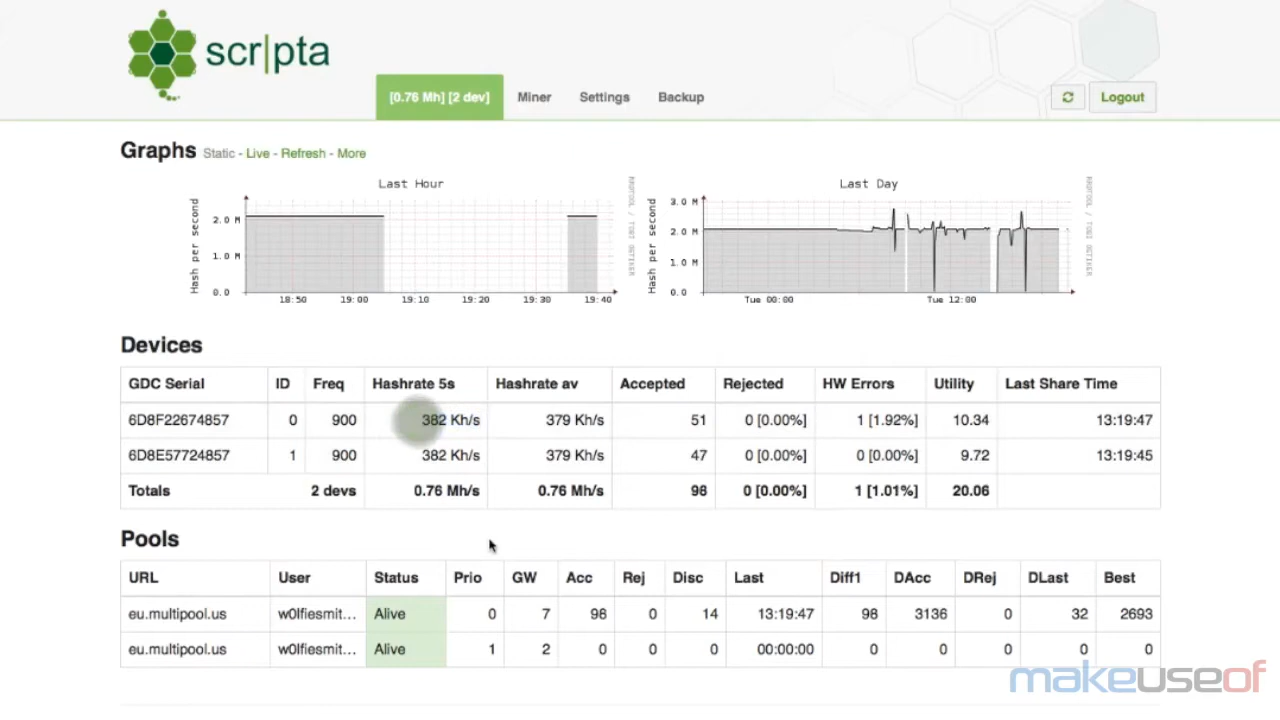 scr|pta
[0.76 Mh] [2 dev] Miner Settings Backup Logout
Graphs Static - Live - Refresh - More
Last Hour
Hash per second
2.0 M
1.0 M
0.0
18:50 19:00 19:10 19:20 19:30 19:40
RRDTOOL / TOBI OETIKER
Last Day
Hash per second
3.0 M
2.0 M
1.0 M
0.0
Tue 00:00 Tue 12:00
RRDTOOL / TOBI OETIKER
Devices
GDC Serial ID Freq Hashrate 5s Hashrate av Accepted Rejected HW Errors Utility Last Share Time
6D8F22674857 0 900 382 Kh/s 379 Kh/s 51 0 [0.00%] 1 [1.92%] 10.34 13:19:47
6D8E57724857 1 900 382 Kh/s 379 Kh/s 47 0 [0.00%] 0 [0.00%] 9.72 13:19:45
Totals 2 devs 0.76 Mh/s 0.76 Mh/s 98 0 [0.00%] 1 [1.01%] 20.06
Pools
URL User Status Prio GW Acc Rej Disc Last Diff1 DAcc DRej DLast Best
eu.multipool.us w0lfiesmit... Alive 0 7 98 0 14 13:19:47 98 3136 0 32 2693
eu.multipool.us w0lfiesmit... Alive 1 2 0 0 0 00:00:00 0 0 0 0 0
makeuseof